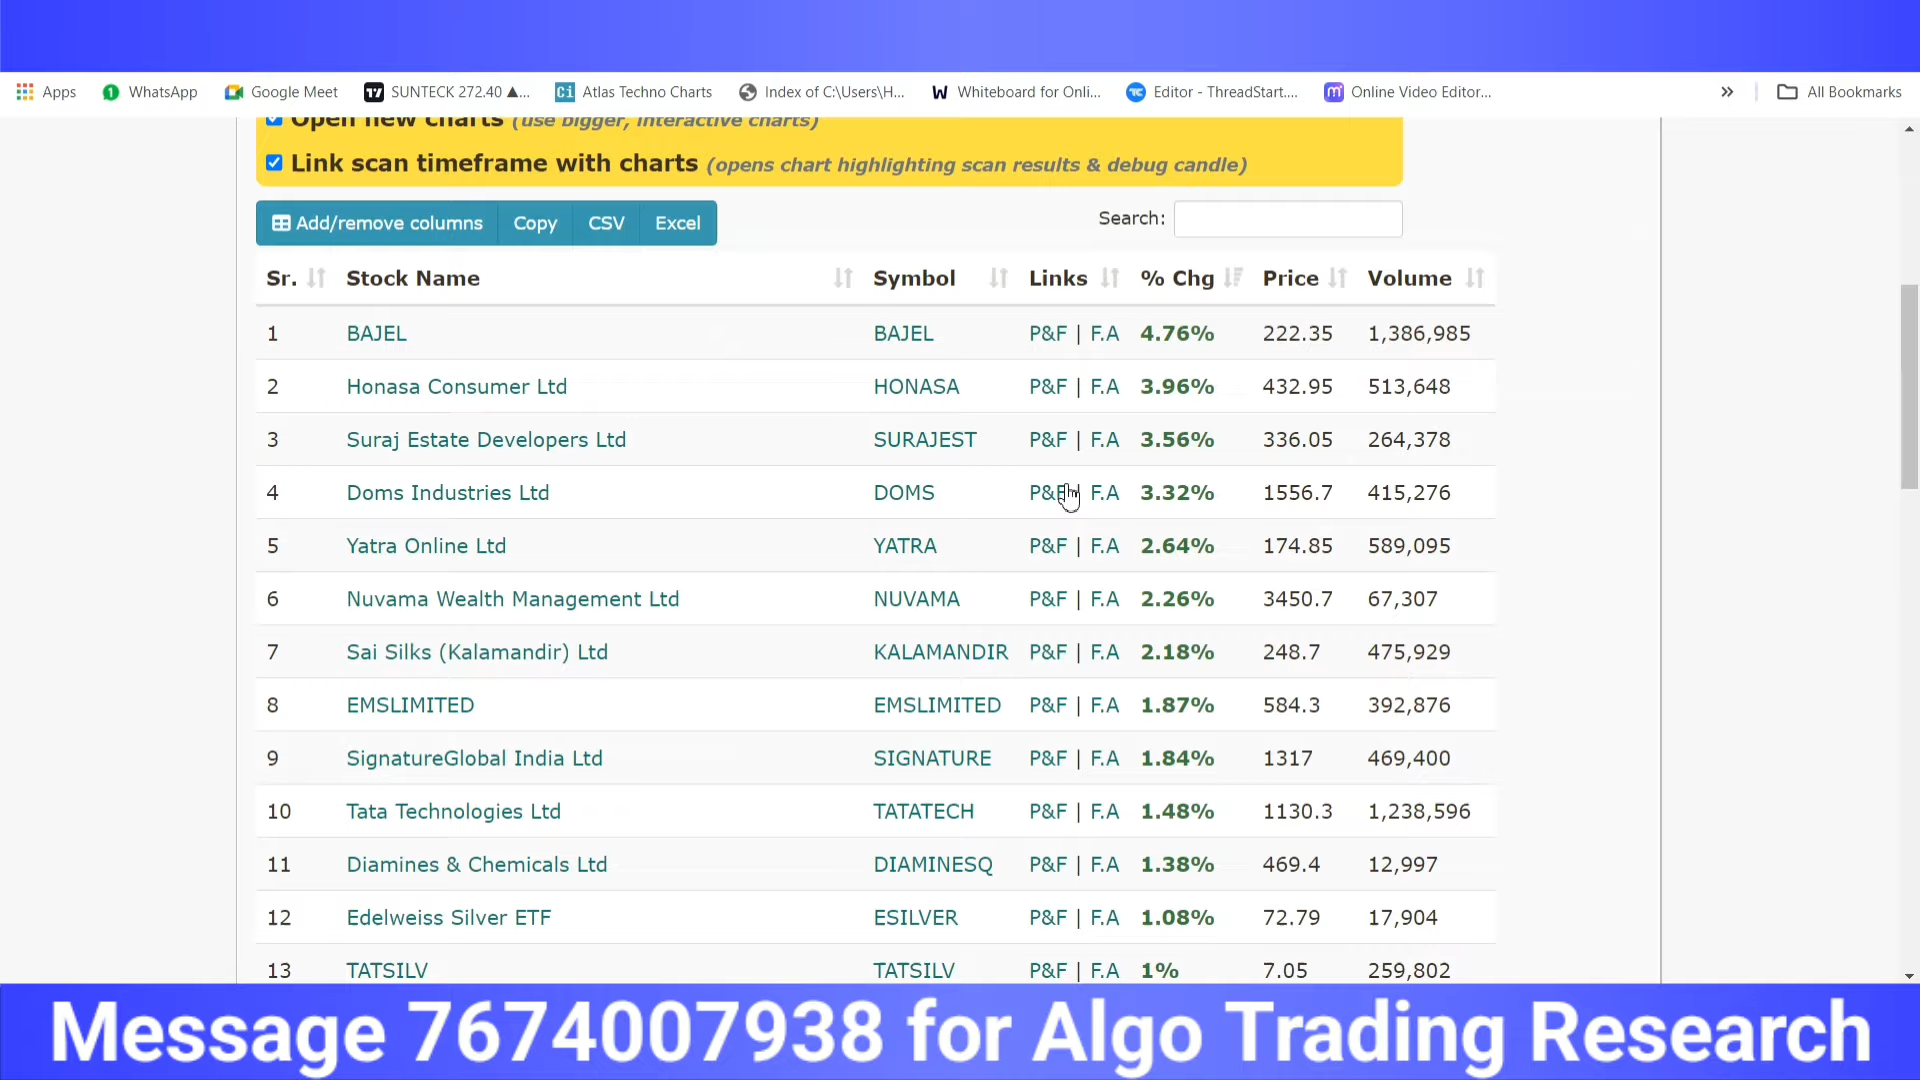 Apps WhatsApp Google Meet SUNTECK 272.40 ▲... Atlas Techno Charts Index of C:\Users\H... Whiteboard for Onli... Editor - ThreadStart.... Online Video Editor... » All Bookmarks
Open new charts (use bigger, interactive charts)
Link scan timeframe with charts (opens chart highlighting scan results & debug candle)
Add/remove columns Copy CSV Excel Search:
Sr. Stock Name Symbol Links % Chg Price Volume
1 BAJEL BAJEL P&F | F.A 4.76% 222.35 1,386,985
2 Honasa Consumer Ltd HONASA P&F | F.A 3.96% 432.95 513,648
3 Suraj Estate Developers Ltd SURAJEST P&F | F.A 3.56% 336.05 264,378
4 Doms Industries Ltd DOMS P&F | F.A 3.32% 1556.7 415,276
5 Yatra Online Ltd YATRA P&F | F.A 2.64% 174.85 589,095
6 Nuvama Wealth Management Ltd NUVAMA P&F | F.A 2.26% 3450.7 67,307
7 Sai Silks (Kalamandir) Ltd KALAMANDIR P&F | F.A 2.18% 248.7 475,929
8 EMSLIMITED EMSLIMITED P&F | F.A 1.87% 584.3 392,876
9 SignatureGlobal India Ltd SIGNATURE P&F | F.A 1.84% 1317 469,400
10 Tata Technologies Ltd TATATECH P&F | F.A 1.48% 1130.3 1,238,596
11 Diamines & Chemicals Ltd DIAMINESQ P&F | F.A 1.38% 469.4 12,997
12 Edelweiss Silver ETF ESILVER P&F | F.A 1.08% 72.79 17,904
13 TATSILV TATSILV P&F | F.A 1% 7.05 259,802
Message 7674007938 for Algo Trading Research